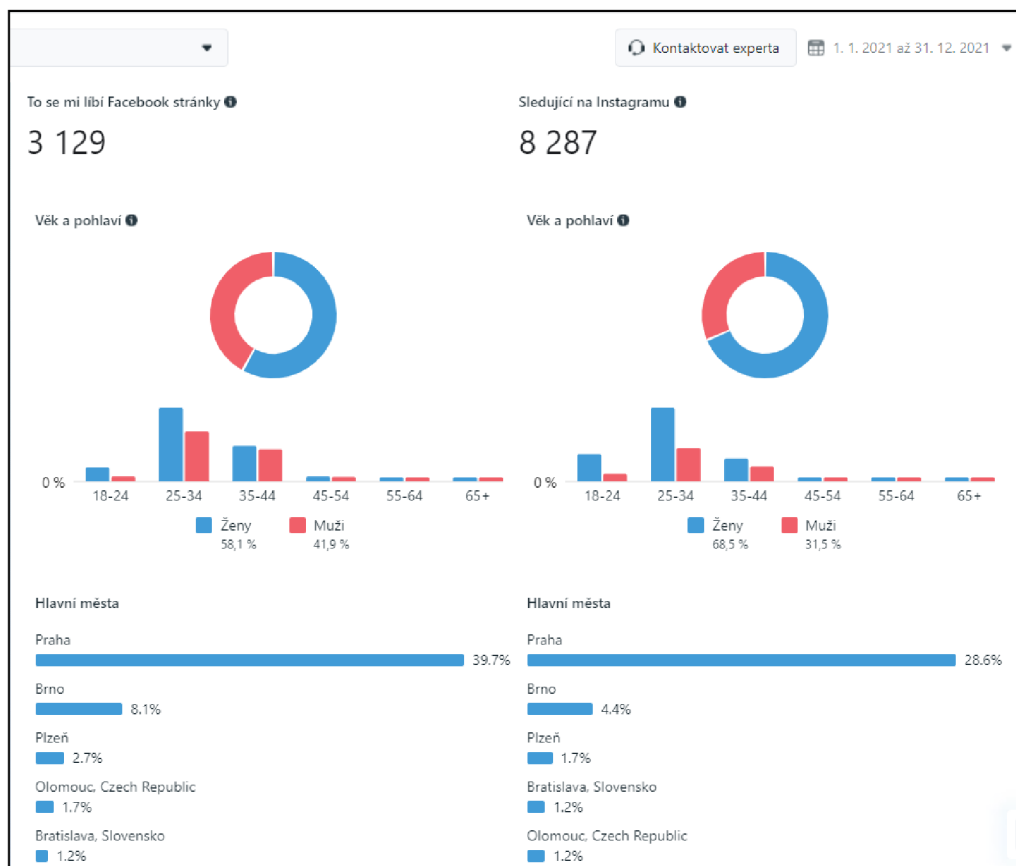 Kontaktovat experta
1. 1. 2021 až 31. 12. 2021
To se mi líbí Facebook stránky
3 129
Věk a pohlaví
0 %
18-24 25-34 35-44 45-54 55-64 65+
Ženy Muži
58,1 % 41,9 %
Hlavní města
Praha
39.7%
Brno
8.1%
Plzeň
2.7%
Olomouc, Czech Republic
1.7%
Bratislava, Slovensko
1.2%
Sledující na Instagramu
8 287
Věk a pohlaví
0 %
18-24 25-34 35-44 45-54 55-64 65+
Ženy Muži
68,5 % 31,5 %
Hlavní města
Praha
28.6%
Brno
4.4%
Plzeň
1.7%
Bratislava, Slovensko
1.2%
Olomouc, Czech Republic
1.2%